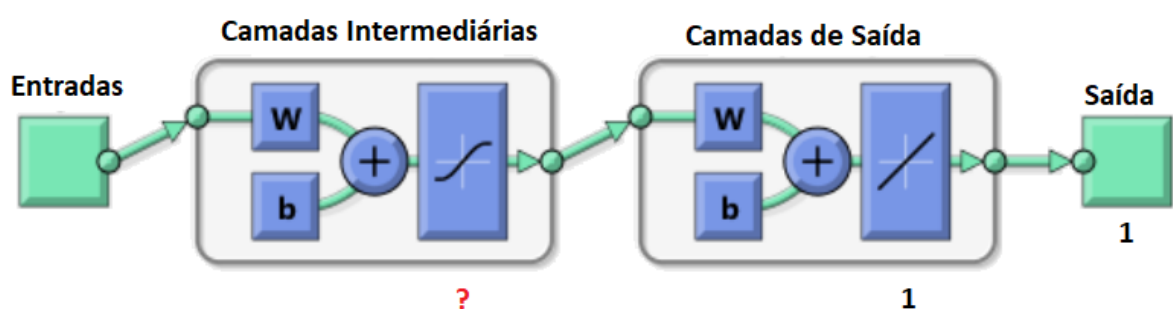 Camadas Intermediárias
Camadas de Saída
Entradas
Saída
W
b
+
W
b
+
1
?
1